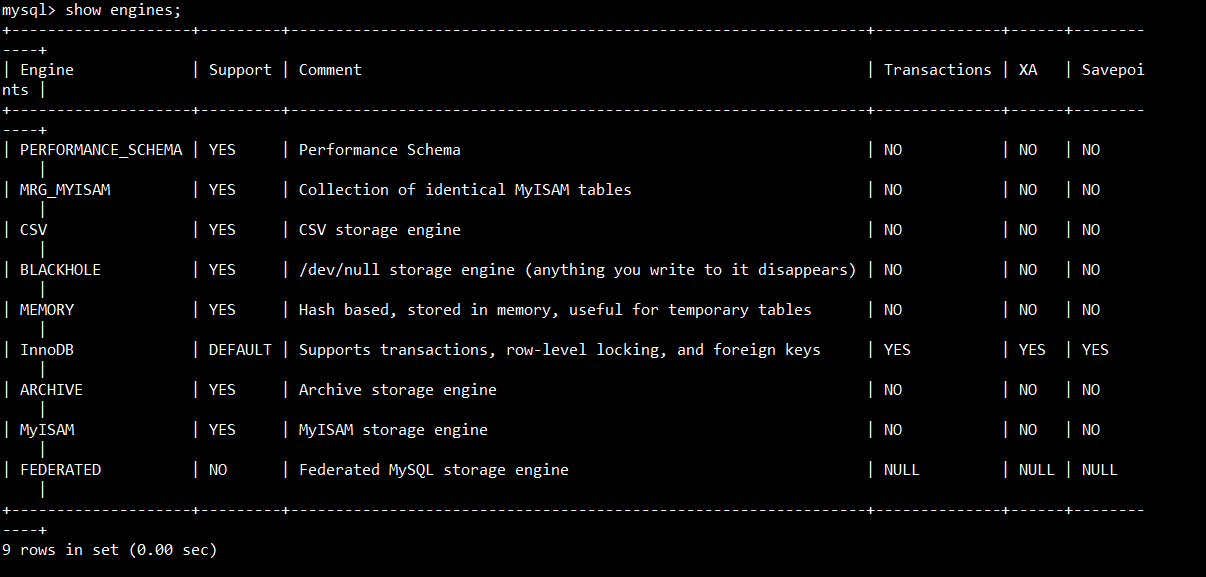 mysql> show engines;
+--------------------+---------+----------------------------------------------------------------+--------------+------+--------
----+
| Engine             | Support | Comment                                                        | Transactions | XA   | Savepoi
nts |
+--------------------+---------+----------------------------------------------------------------+--------------+------+--------
----+
| PERFORMANCE_SCHEMA | YES     | Performance Schema                                             | NO           | NO   | NO
    |
| MRG_MYISAM         | YES     | Collection of identical MyISAM tables                          | NO           | NO   | NO
    |
| CSV                | YES     | CSV storage engine                                             | NO           | NO   | NO
    |
| BLACKHOLE          | YES     | /dev/null storage engine (anything you write to it disappears) | NO           | NO   | NO
    |
| MEMORY             | YES     | Hash based, stored in memory, useful for temporary tables      | NO           | NO   | NO
    |
| InnoDB             | DEFAULT | Supports transactions, row-level locking, and foreign keys     | YES          | YES  | YES
    |
| ARCHIVE            | YES     | Archive storage engine                                         | NO           | NO   | NO
    |
| MyISAM             | YES     | MyISAM storage engine                                          | NO           | NO   | NO
    |
| FEDERATED          | NO      | Federated MySQL storage engine                                 | NULL         | NULL | NULL
    |
+--------------------+---------+----------------------------------------------------------------+--------------+------+--------
----+
9 rows in set (0.00 sec)